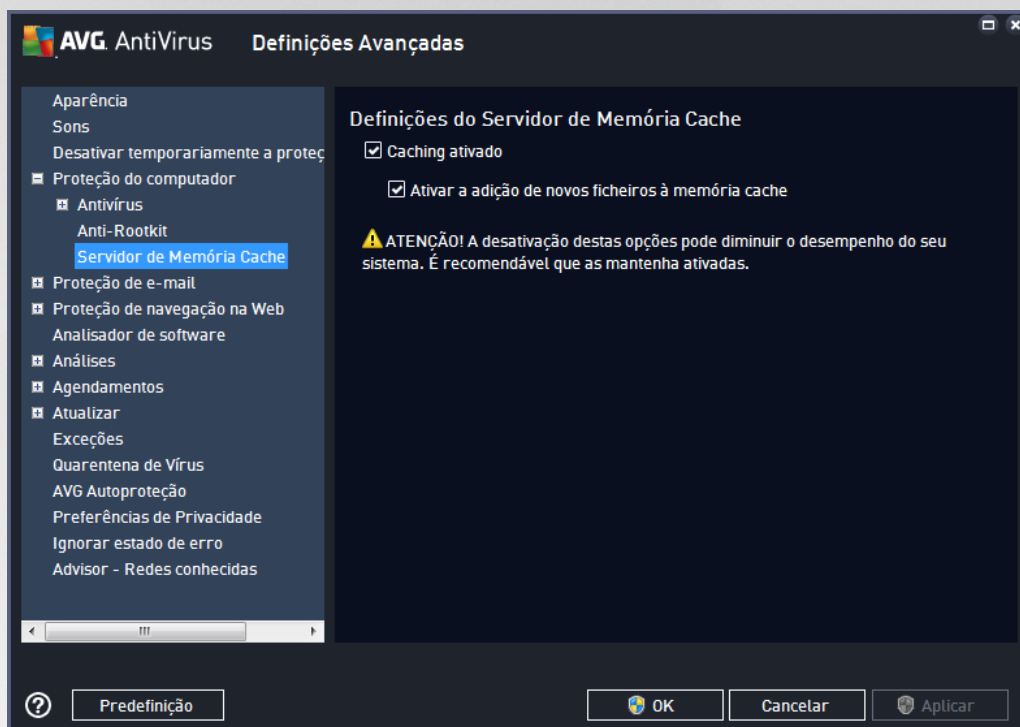 AVG. AntiVirus Definições Avançadas
Aparência
Sons
Desativar temporariamente a proteç
Proteção do computador
Antivírus
Anti-Rootkit
Servidor de Memória Cache
Proteção de e-mail
Proteção de navegação na Web
Analisador de software
Análises
Agendamentos
Atualizar
Exceções
Quarentena de Vírus
AVG Autoproteção
Preferências de Privacidade
Ignorar estado de erro
Advisor - Redes conhecidas
Definições do Servidor de Memória Cache
Caching ativado
Ativar a adição de novos ficheiros à memória cache
ATENÇÃO! A desativação destas opções pode diminuir o desempenho do seu
sistema. É recomendável que as mantenha ativadas.
Predefinição
OK
Cancelar
Aplicar